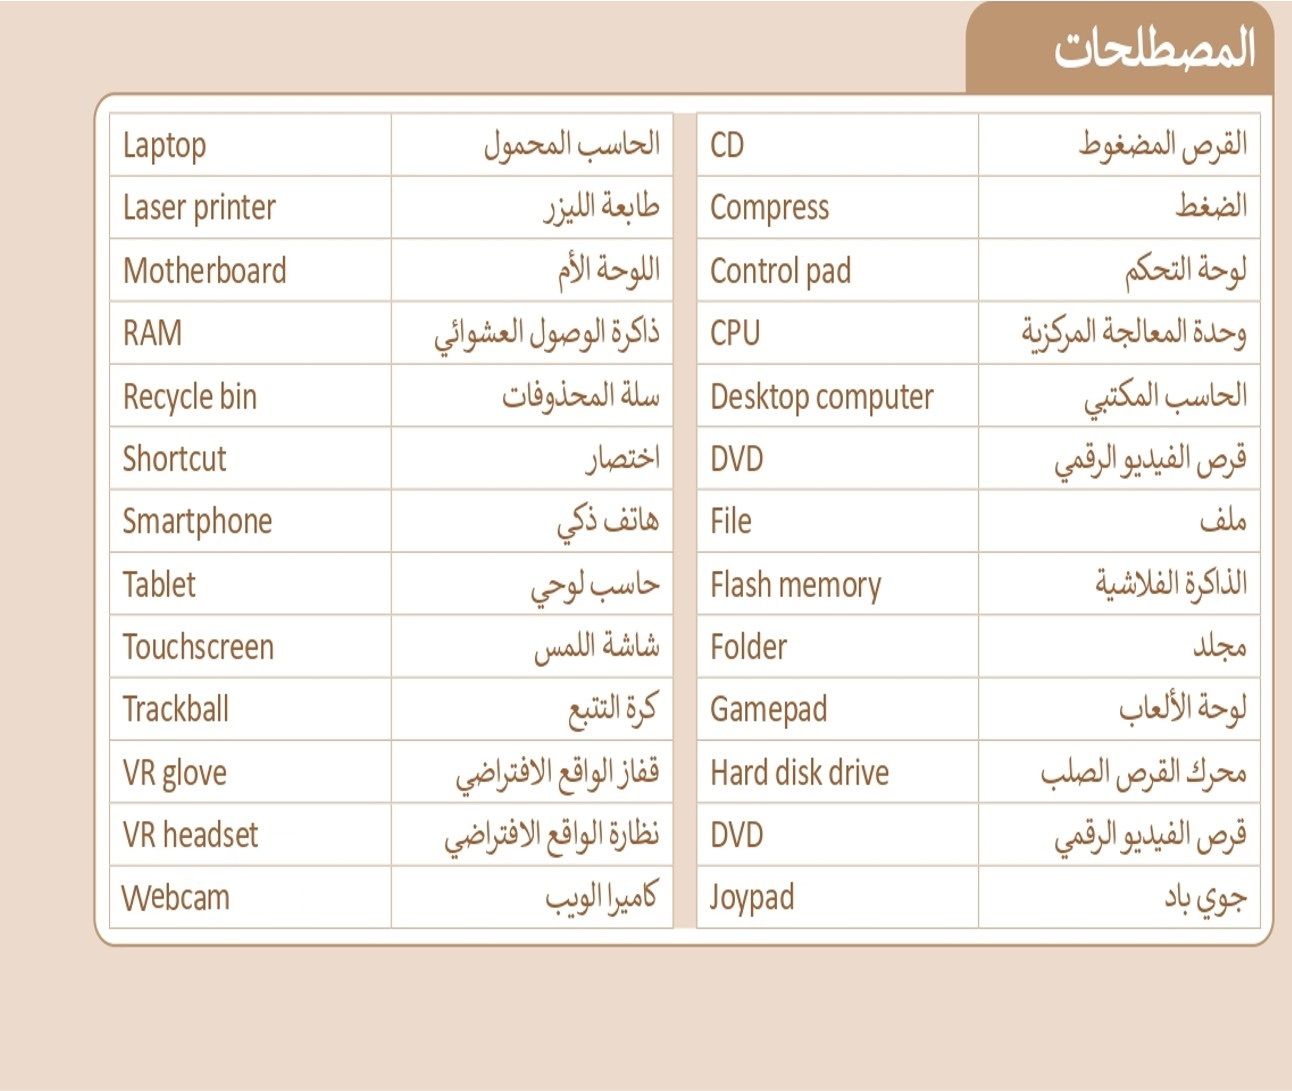 المصطلحات
القرص المضغوط CD
الضغط Compress
لوحة التحكم Control pad
وحدة المعالجة المركزية CPU
الحاسب المكتبي Desktop computer
قرص الفيديو الرقمي DVD
ملف File
الذاكرة الفلاشية Flash memory
مجلد Folder
لوحة الألعاب Gamepad
محرك القرص الصلب Hard disk drive
قرص الفيديو الرقمي DVD
جوي باد Joypad
الحاسب المحمول Laptop
طابعة الليزر Laser printer
اللوحة الأم Motherboard
ذاكرة الوصول العشوائي RAM
سلة المحذوفات Recycle bin
اختصار Shortcut
هاتف ذكي Smartphone
حاسب لوحي Tablet
شاشة اللمس Touchscreen
كرة التتبع Trackball
قفاز الواقع الافتراضي VR glove
نظارة الواقع الافتراضي VR headset
كاميرا الويب Webcam